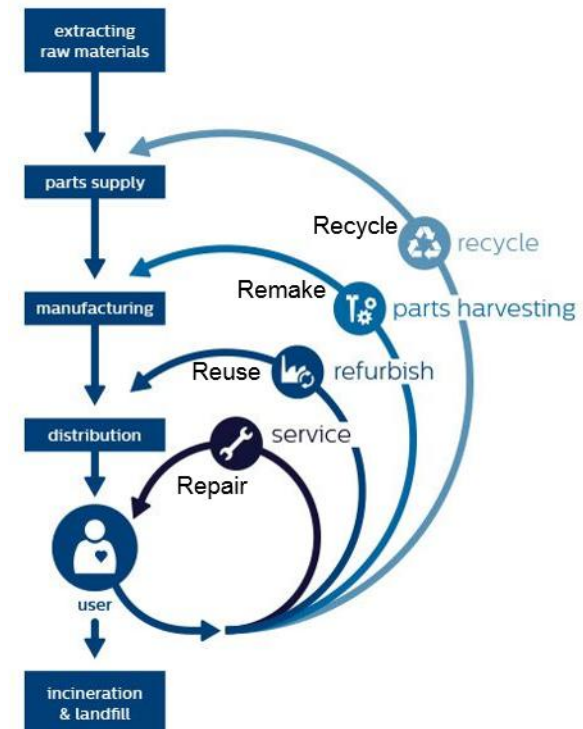 extracting
raw materials
parts supply
Recycle
recycle
Remake
parts harvesting
manufacturing
Reuse
refurbish
distribution
service
Repair
user
incineration
& landfill